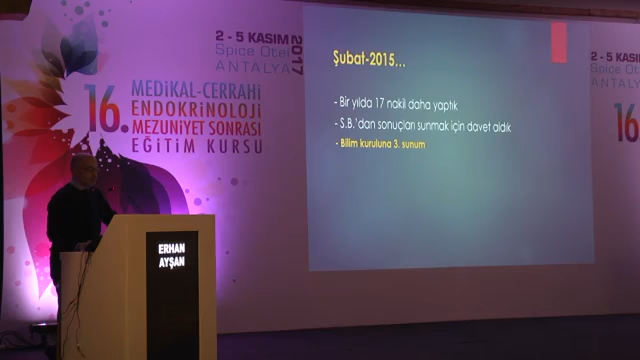 2 - 5 KASIM
Spice Otel
ANTALYA
2017
16.
MEDİKAL-CERRAHİ
ENDOKRİNOLOJİ
MEZUNİYET SONRASI
EĞİTİM KURSU
Şubat-2015...
- Bir yılda 17 nakil daha yaptık
- S.B.'dan sonuçları sunmak için davet aldık
- Bilim kuruluna 3. sunum
ERHAN
AYŞAN
2 - 5 KASIM
Spice Otel
ANTALYA
16